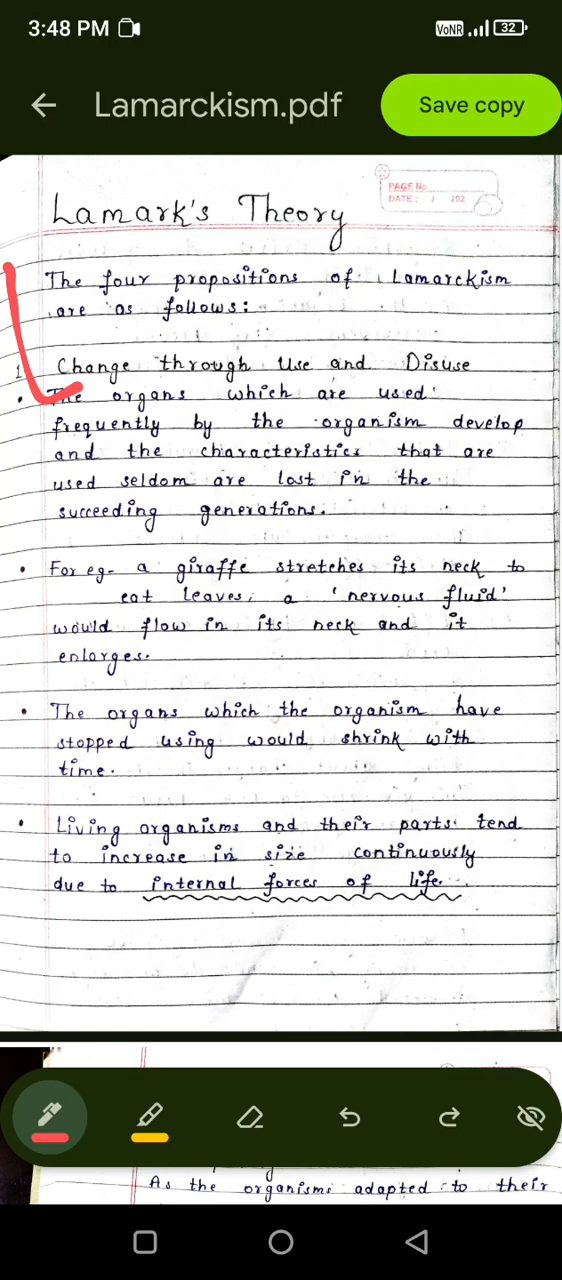 3:48 PM
VoNR 32
Lamarckism.pdf
Save copy
PAGE No
DATE: / 202
Lamark's Theory
The four propositions of Lamarckism
are as follows:
1 Change through Use and Disuse
• The organs which are used
frequently by the organism develop
and the characteristics that are
used seldom are lost in the
succeeding generations.
• For eg- a giraffe stretches its neck to
eat leaves, a 'nervous fluid'
would flow in its neck and it
enlarges.
• The organs which the organism have
stopped using would shrink with
time.
• Living organisms and their parts tend
to increase in size continuously
due to internal forces of life.
As the organisms adapted to their